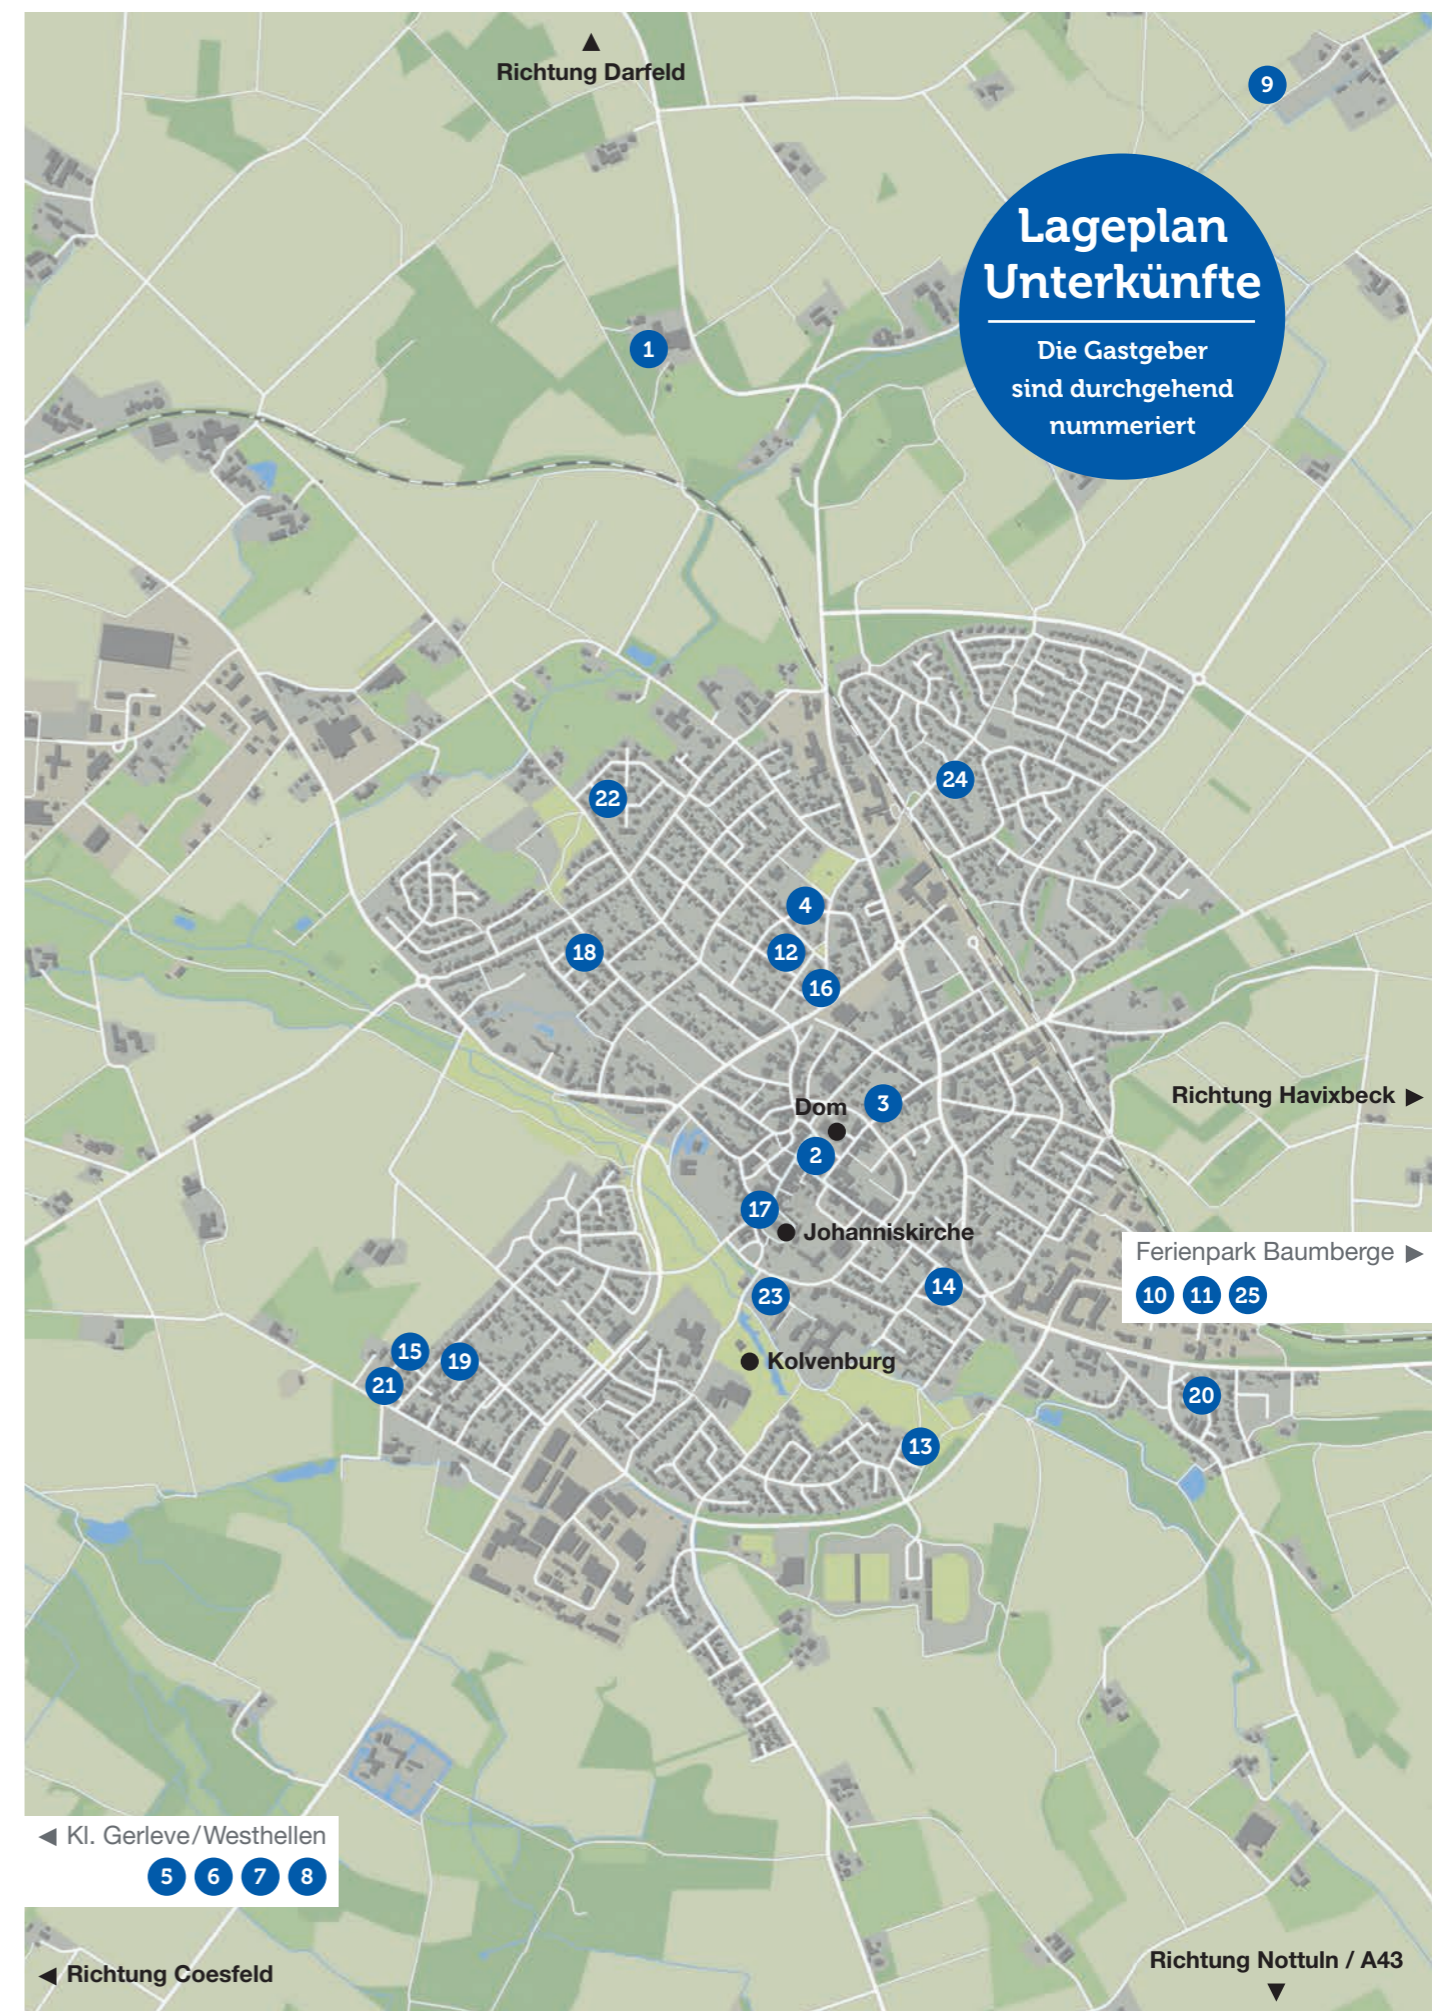 Richtung Darfeld
9
Lageplan
Unterkünfte
Die Gastgeber
sind durchgehend
nummeriert
1
24
22
4
12
18
16
Richtung Havixbeck
3
Dom
2
17
Johanniskirche
Ferienpark Baumberge
10 11 25
14
23
15
19
Kolvenburg
21
20
13
Kl. Gerleve/Westhellen
5 6 7 8
Richtung Nottuln / A43
Richtung Coesfeld